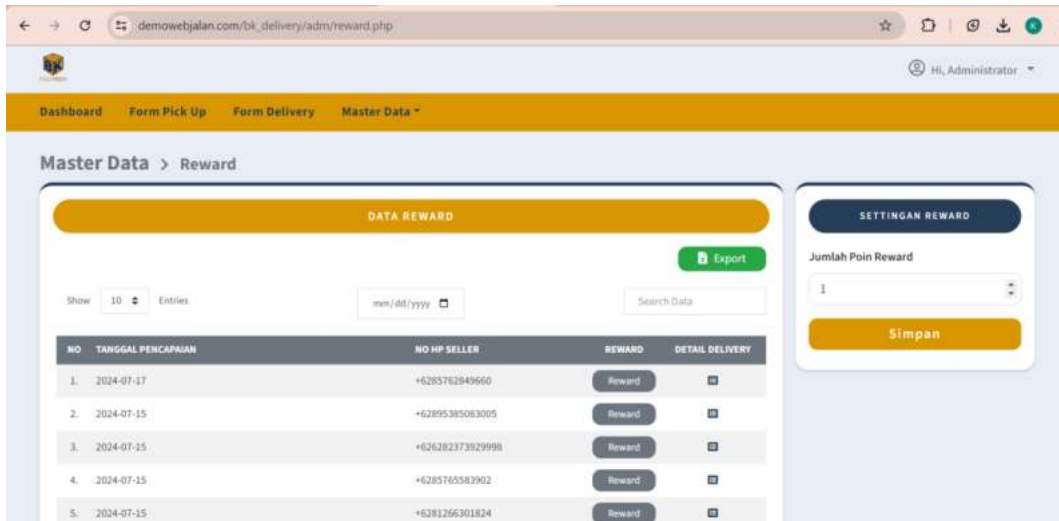 demowebjalan.com/bk_delivery/adm/reward.php
K
BK
Hi, Administrator
Dashboard Form Pick Up Form Delivery Master Data
Master Data > Reward
DATA REWARD
Export
Show 10 Entries mm/dd/yyyy Search Data
NO TANGGAL PENCAPAIAN NO HP SELLER REWARD DETAIL DELIVERY
1. 2024-07-17 +6285762849660 Reward
2. 2024-07-15 +62895385083005 Reward
3. 2024-07-15 +626282373929998 Reward
4. 2024-07-15 +6285765583902 Reward
5. 2024-07-15 +6281266301824 Reward
SETTINGAN REWARD
Jumlah Poin Reward
1
Simpan